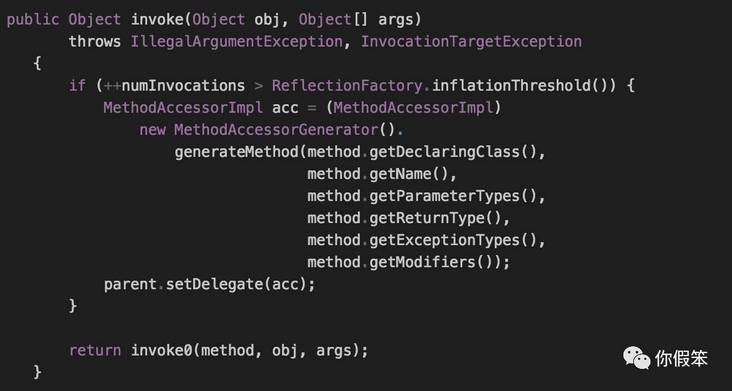 public Object invoke(Object obj, Object[] args)
        throws IllegalArgumentException, InvocationTargetException
    {
        if (++numInvocations > ReflectionFactory.inflationThreshold()) {
            MethodAccessorImpl acc = (MethodAccessorImpl)
                new MethodAccessorGenerator().
                    generateMethod(method.getDeclaringClass(),
                                   method.getName(),
                                   method.getParameterTypes(),
                                   method.getReturnType(),
                                   method.getExceptionTypes(),
                                   method.getModifiers());
            parent.setDelegate(acc);
        }

        return invoke0(method, obj, args);
    }
你假笨